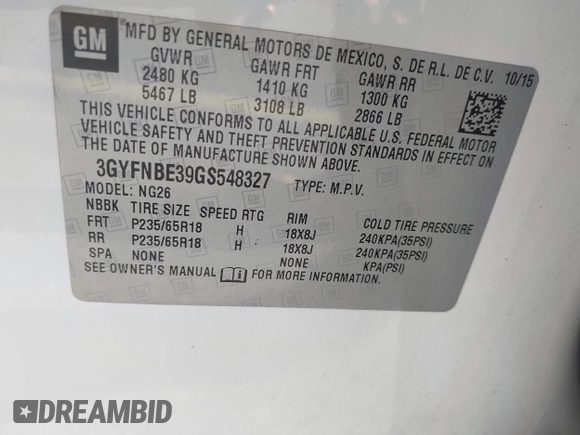 GM
MFD BY GENERAL MOTORS DE MEXICO, S. DE R.L. DE C.V. 10/15
GVWR GAWR FRT GAWR RR
2480 KG 1410 KG 1300 KG
5467 LB 3108 LB 2866 LB
THIS VEHICLE CONFORMS TO ALL APPLICABLE U.S. FEDERAL MOTOR
VEHICLE SAFETY AND THEFT PREVENTION STANDARDS IN EFFECT ON
THE DATE OF MANUFACTURE SHOWN ABOVE.
3GYFNBE39GS548327 TYPE: M.P.V.
MODEL: NG26
NBBK TIRE SIZE SPEED RTG RIM COLD TIRE PRESSURE
FRT P235/65R18 H 18X8J 240KPA(35PSI)
RR P235/65R18 H 18X8J 240KPA(35PSI)
SPA NONE NONE KPA(PSI)
SEE OWNER'S MANUAL FOR MORE INFORMATION.
DREAMBID